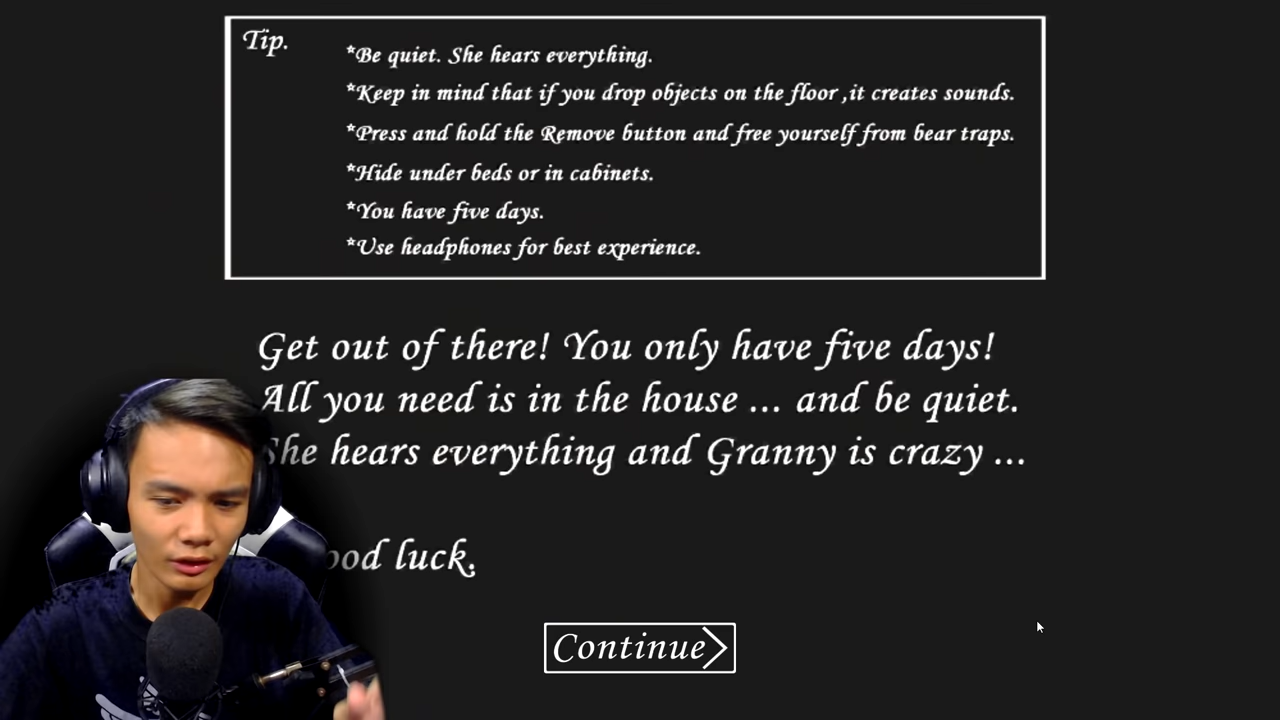 Tip.
*Be quiet. She hears everything.
*Keep in mind that if you drop objects on the floor ,it creates sounds.
*Press and hold the Remove button and free yourself from bear traps.
*Hide under beds or in cabinets.
*You have five days.
*Use headphones for best experience.
Get out of there! You only have five days!
All you need is in the house ... and be quiet.
She hears everything and Granny is crazy ...
luck.
Continue